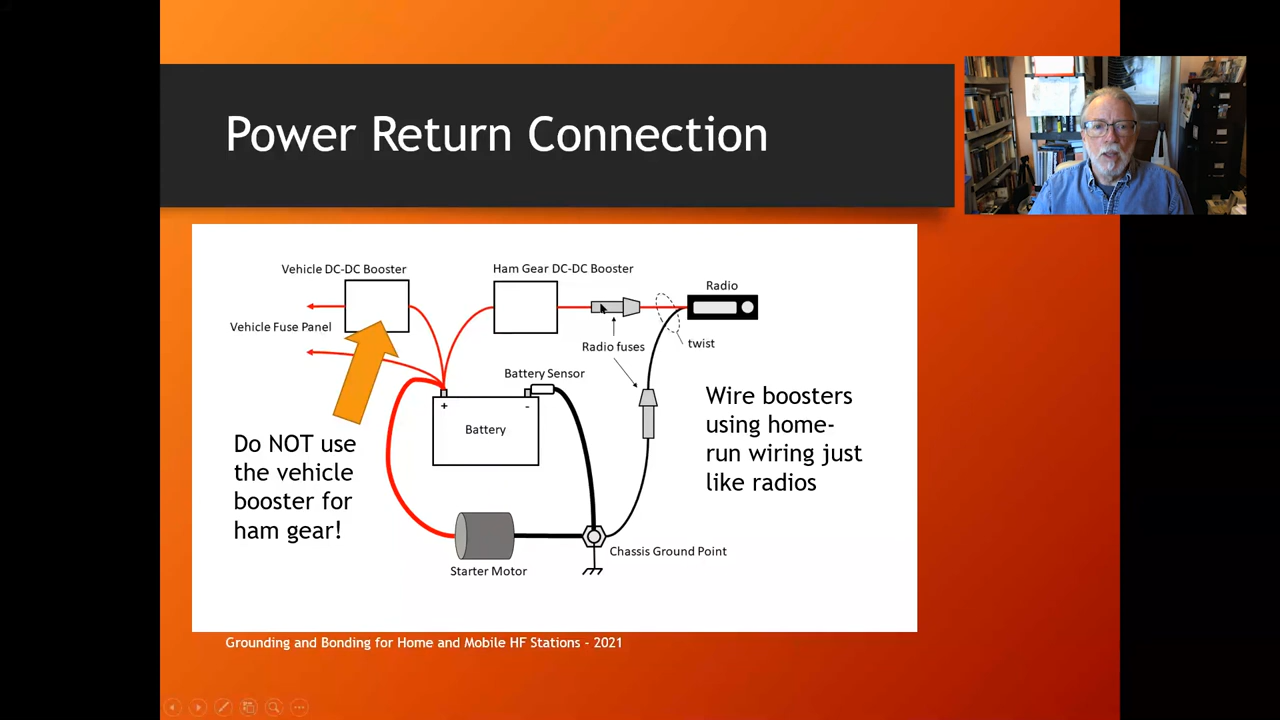 Power Return Connection
Vehicle DC-DC Booster
Ham Gear DC-DC Booster
Radio
Vehicle Fuse Panel
Radio fuses
twist
Battery Sensor
+
-
Battery
Do NOT use
the vehicle
booster for
ham gear!
Wire boosters
using home-
run wiring just
like radios
Starter Motor
Chassis Ground Point
Grounding and Bonding for Home and Mobile HF Stations - 2021